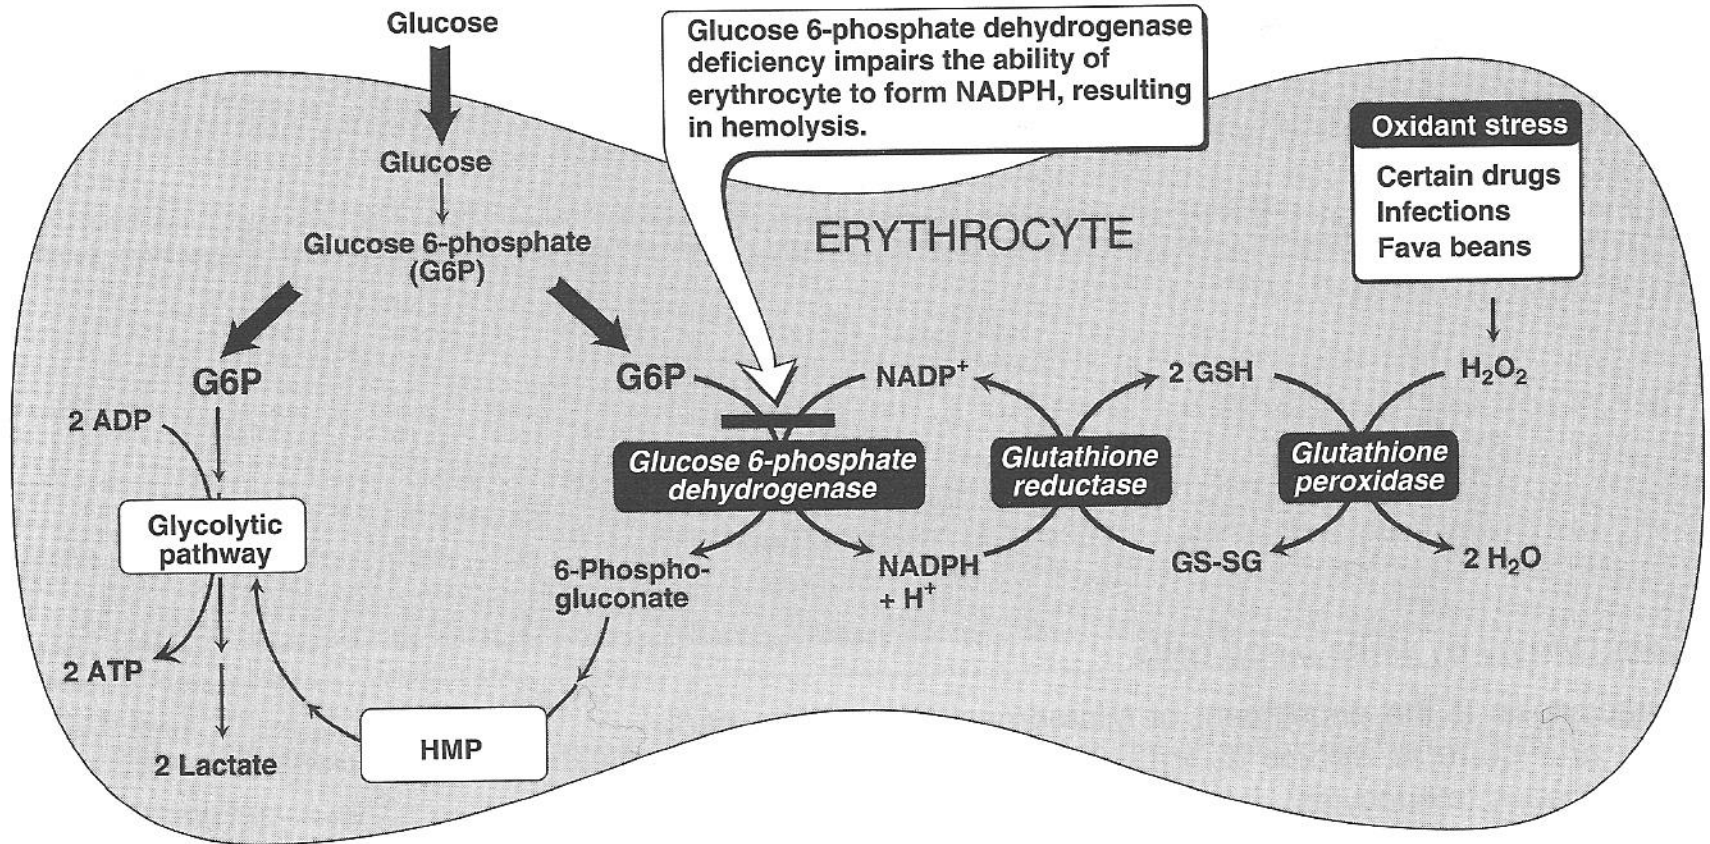 Glucose
Glucose 6-phosphate dehydrogenase
deficiency impairs the ability of
erythrocyte to form NADPH, resulting
in hemolysis.
Oxidant stress
Certain drugs
Infections
Fava beans
Glucose
Glucose 6-phosphate
(G6P)
ERYTHROCYTE
G6P
G6P
NADP⁺
2 GSH
H₂O₂
2 ADP
Glucose 6-phosphate
dehydrogenase
Glutathione
reductase
Glutathione
peroxidase
Glycolytic
pathway
6-Phospho-
gluconate
NADPH
+ H⁺
GS-SG
2 H₂O
2 ATP
HMP
2 Lactate